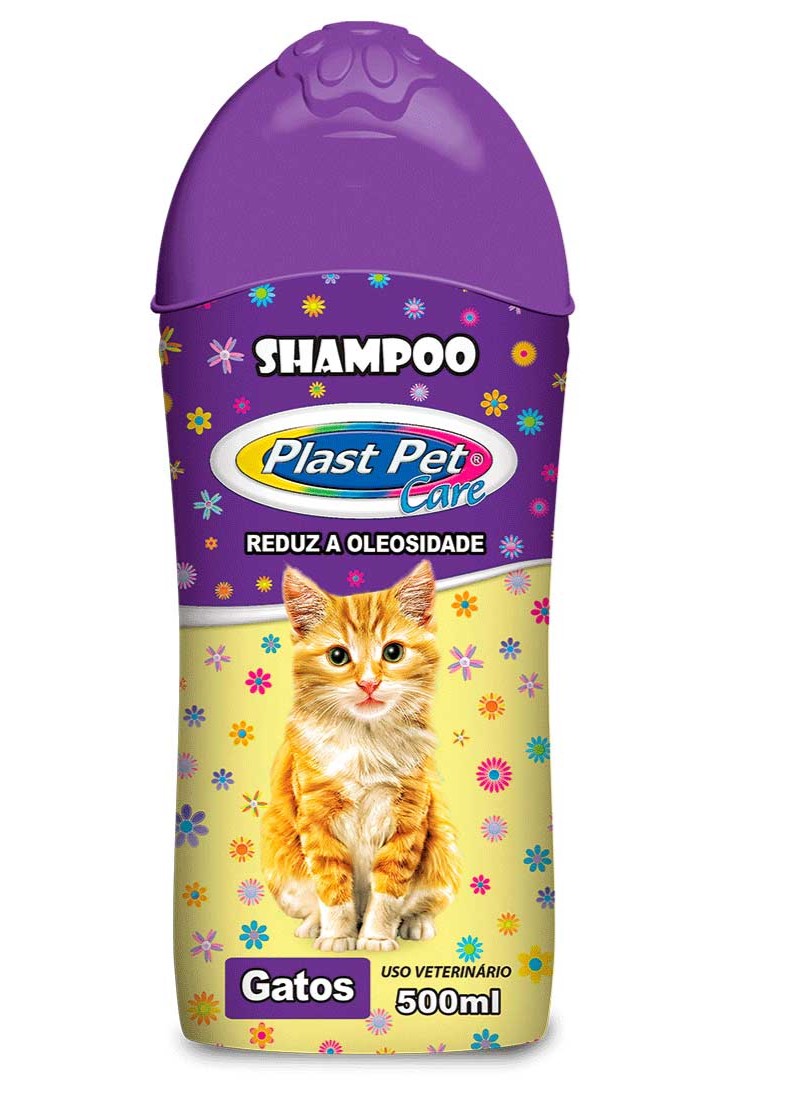 SHAMPOO
Plast Pet®
Care
REDUZ A OLEOSIDADE
Gatos
USO VETERINÁRIO
500ml